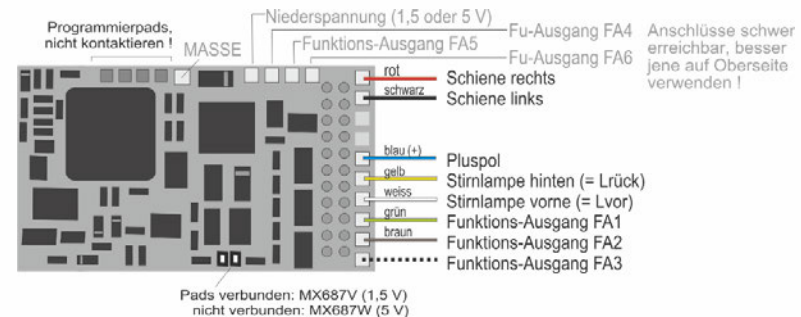 Programmierpads,
nicht kontaktieren !
MASSE
Niederspannung (1,5 oder 5 V)
Funktions-Ausgang FA5
Fu-Ausgang FA4
Fu-Ausgang FA6
Anschlüsse schwer
erreichbar, besser
jene auf Oberseite
verwenden !
rot
Schiene rechts
schwarz
Schiene links
blau (+)
Pluspol
gelb
Stirnlampe hinten (= Lrück)
weiss
Stirnlampe vorne (= Lvor)
grün
Funktions-Ausgang FA1
braun
Funktions-Ausgang FA2
Funktions-Ausgang FA3
Pads verbunden: MX687V (1,5 V)
nicht verbunden: MX687W (5 V)